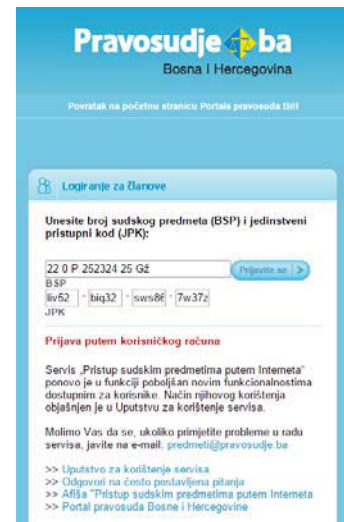 Pravosudje ba
Bosna i Hercegovina
Povratak na početnu stranicu Portala pravosuđa BiH
Logiranje za članove
Unesite broj sudskog predmeta (BSP) i jedinstveni
pristupni kod (JPK):
22 0 P 252324 25 Gž
Prijavite se
BSP
liv52 - biq32 - sws8 - 7w37z
JPK
Prijava putem korisničkog računa
Servis „Pristup sudskim predmetima putem Interneta"
ponovo je u funkciji poboljšan novim funkcionalnostima
dostupnim za korisnike. Način njihovog korištenja
objašnjen je u Uputstvu za korištenje servisa.
Molimo Vas da se, ukoliko primjetite probleme u radu
servisa, javite na e-mail: predmeti@pravosudje.ba
>> Uputstvo za korištenje servisa
>> Odgovori na često postavljena pitanja
>> Afiša "Pristup sudskim predmetima putem Interneta
>> Portal pravosuđa Bosne i Hercegovine